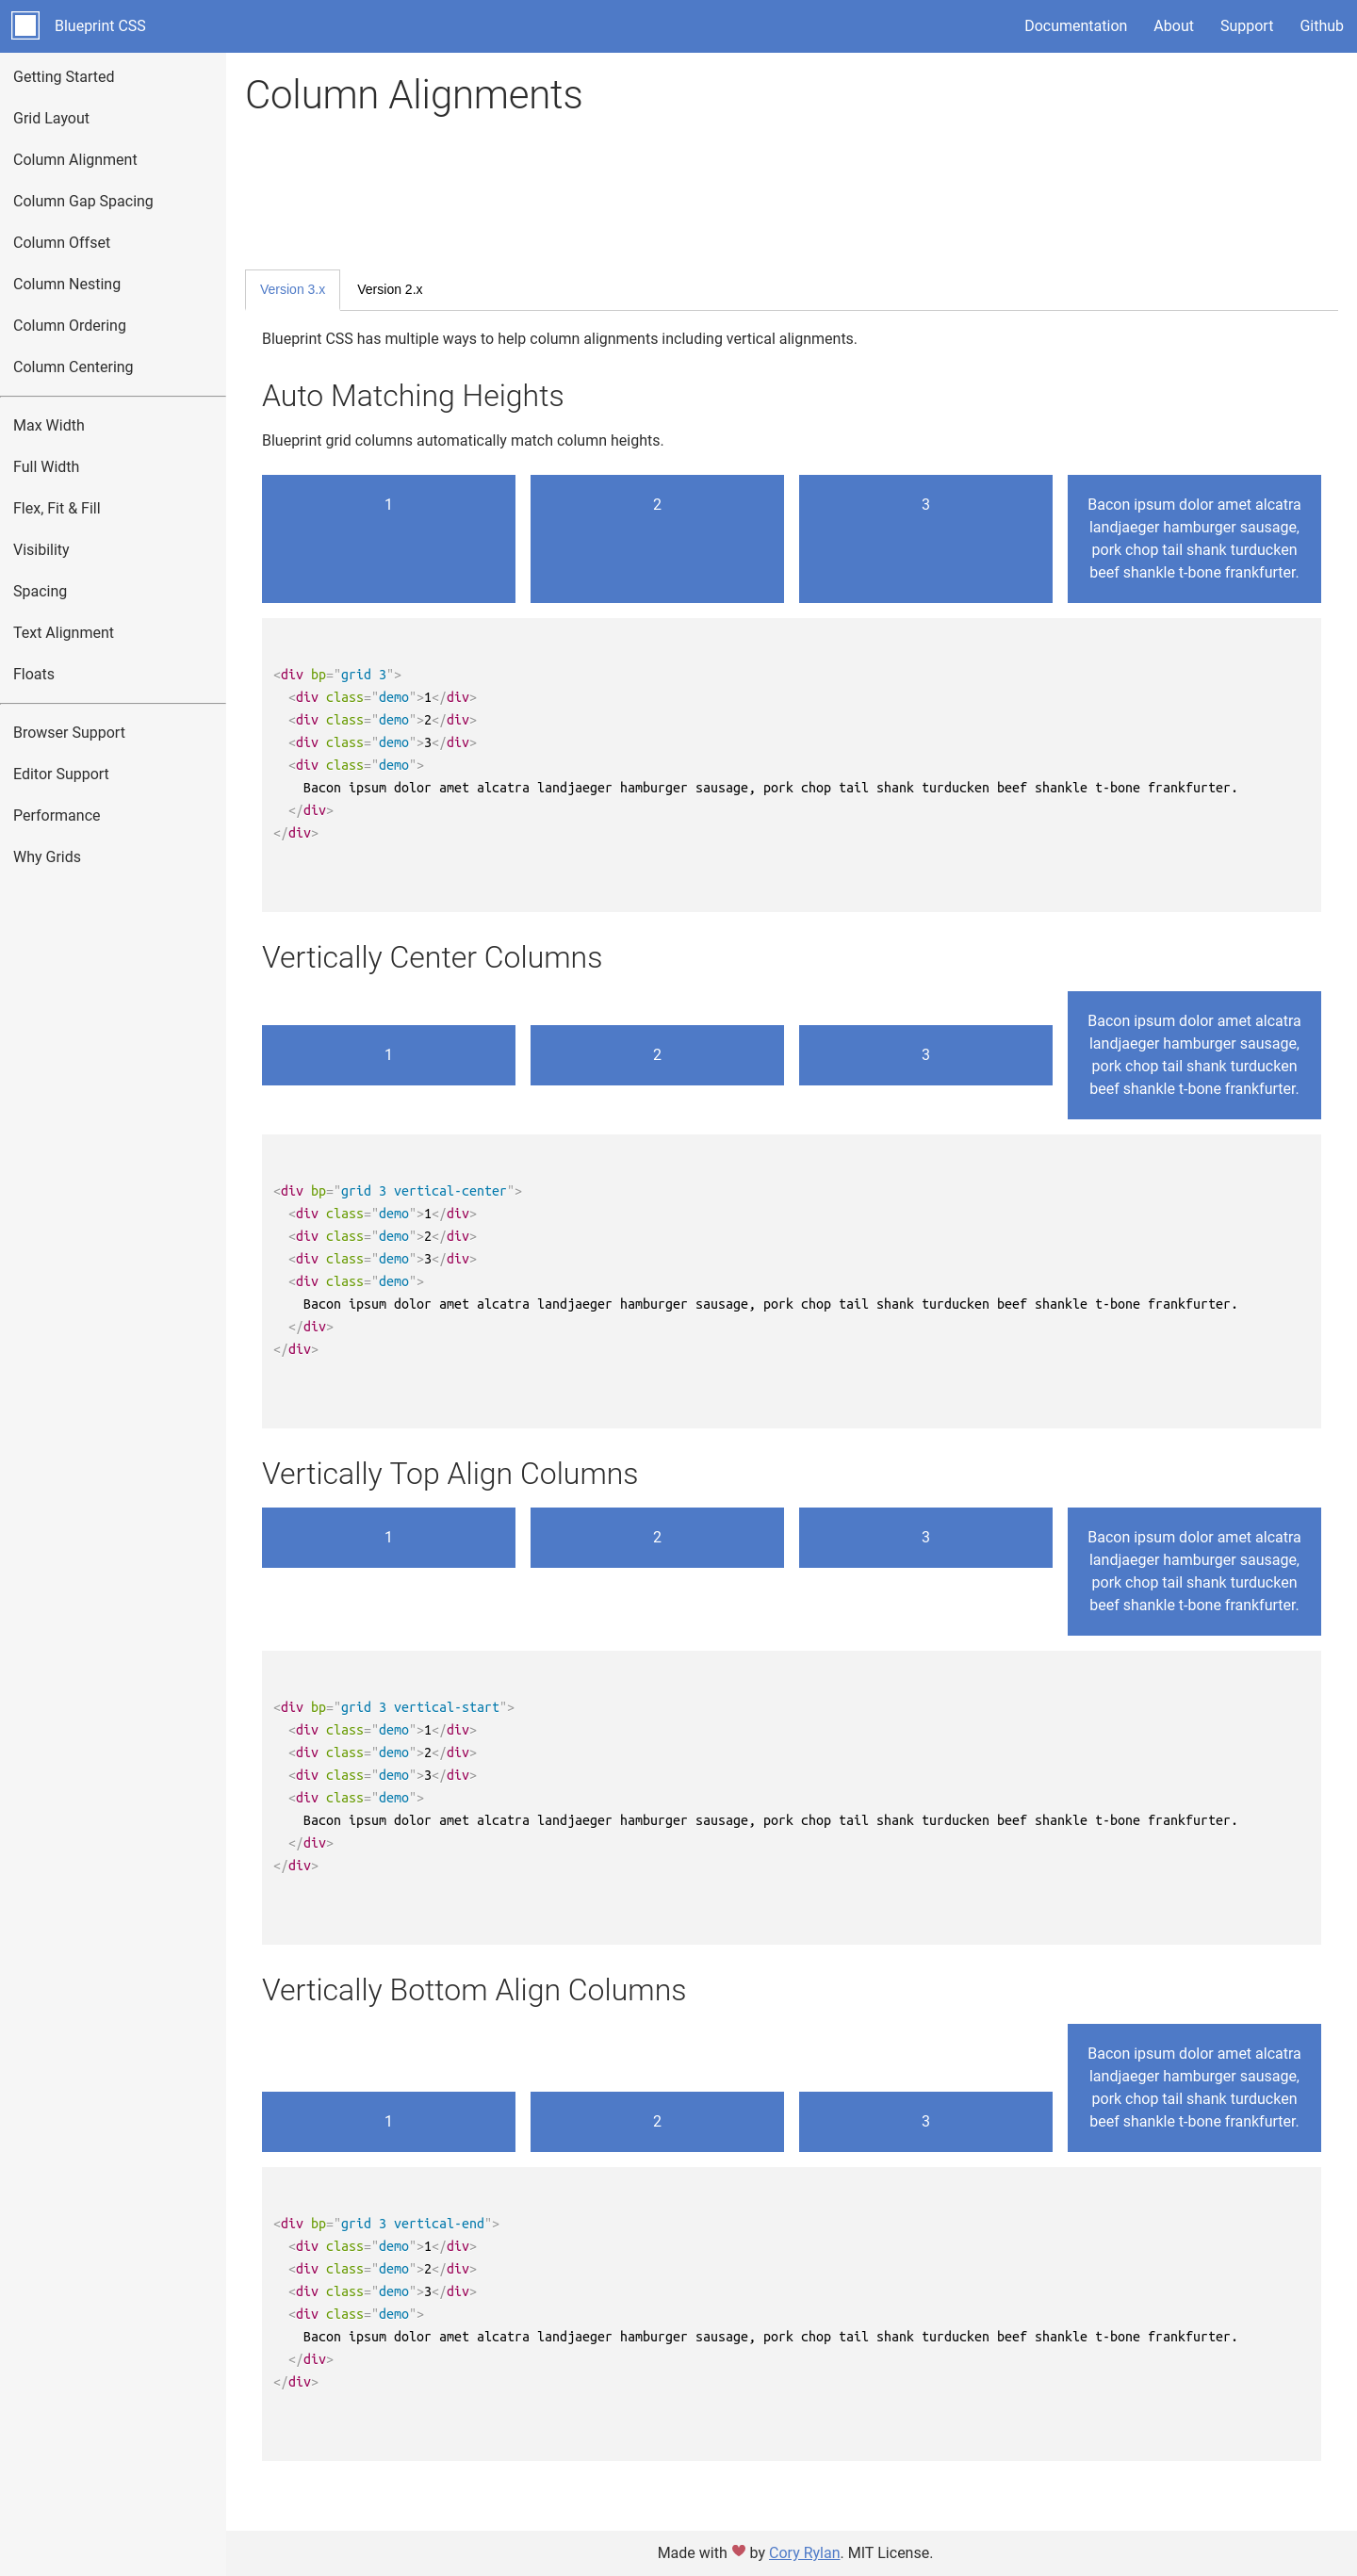 Blueprint CSS
Documentation
About
Support
Github
Getting Started
Grid Layout
Column Alignment
Column Gap Spacing
Column Offset
Column Nesting
Column Ordering
Column Centering
Max Width
Full Width
Flex, Fit & Fill
Visibility
Spacing
Text Alignment
Floats
Browser Support
Editor Support
Performance
Why Grids
Column Alignments
Version 3.x
Version 2.x
Blueprint CSS has multiple ways to help column alignments including vertical alignments.
Auto Matching Heights
Blueprint grid columns automatically match column heights.
1
2
3
Bacon ipsum dolor amet alcatra
landjaeger hamburger sausage,
pork chop tail shank turducken
beef shankle t-bone frankfurter.
<div bp="grid 3">
  <div class="demo">1</div>
  <div class="demo">2</div>
  <div class="demo">3</div>
  <div class="demo">
    Bacon ipsum dolor amet alcatra landjaeger hamburger sausage, pork chop tail shank turducken beef shankle t-bone frankfurter.
  </div>
</div>
Vertically Center Columns
1
2
3
Bacon ipsum dolor amet alcatra
landjaeger hamburger sausage,
pork chop tail shank turducken
beef shankle t-bone frankfurter.
<div bp="grid 3 vertical-center">
  <div class="demo">1</div>
  <div class="demo">2</div>
  <div class="demo">3</div>
  <div class="demo">
    Bacon ipsum dolor amet alcatra landjaeger hamburger sausage, pork chop tail shank turducken beef shankle t-bone frankfurter.
  </div>
</div>
Vertically Top Align Columns
1
2
3
Bacon ipsum dolor amet alcatra
landjaeger hamburger sausage,
pork chop tail shank turducken
beef shankle t-bone frankfurter.
<div bp="grid 3 vertical-start">
  <div class="demo">1</div>
  <div class="demo">2</div>
  <div class="demo">3</div>
  <div class="demo">
    Bacon ipsum dolor amet alcatra landjaeger hamburger sausage, pork chop tail shank turducken beef shankle t-bone frankfurter.
  </div>
</div>
Vertically Bottom Align Columns
1
2
3
Bacon ipsum dolor amet alcatra
landjaeger hamburger sausage,
pork chop tail shank turducken
beef shankle t-bone frankfurter.
<div bp="grid 3 vertical-end">
  <div class="demo">1</div>
  <div class="demo">2</div>
  <div class="demo">3</div>
  <div class="demo">
    Bacon ipsum dolor amet alcatra landjaeger hamburger sausage, pork chop tail shank turducken beef shankle t-bone frankfurter.
  </div>
</div>
Made with ♥ by Cory Rylan. MIT License.